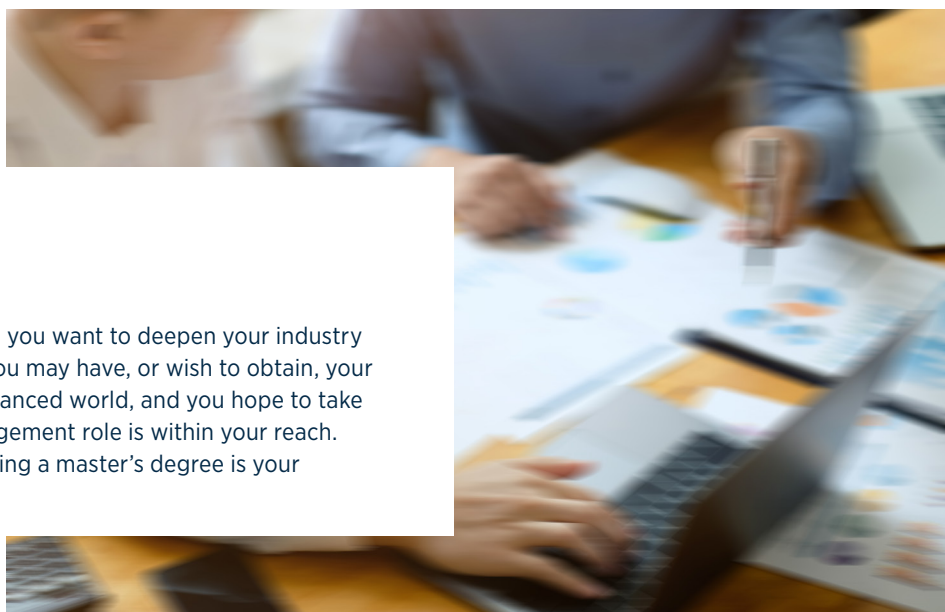 you want to deepen your industry
ou may have, or wish to obtain, your
anced world, and you hope to take
gement role is within your reach.
ing a master’s degree is your